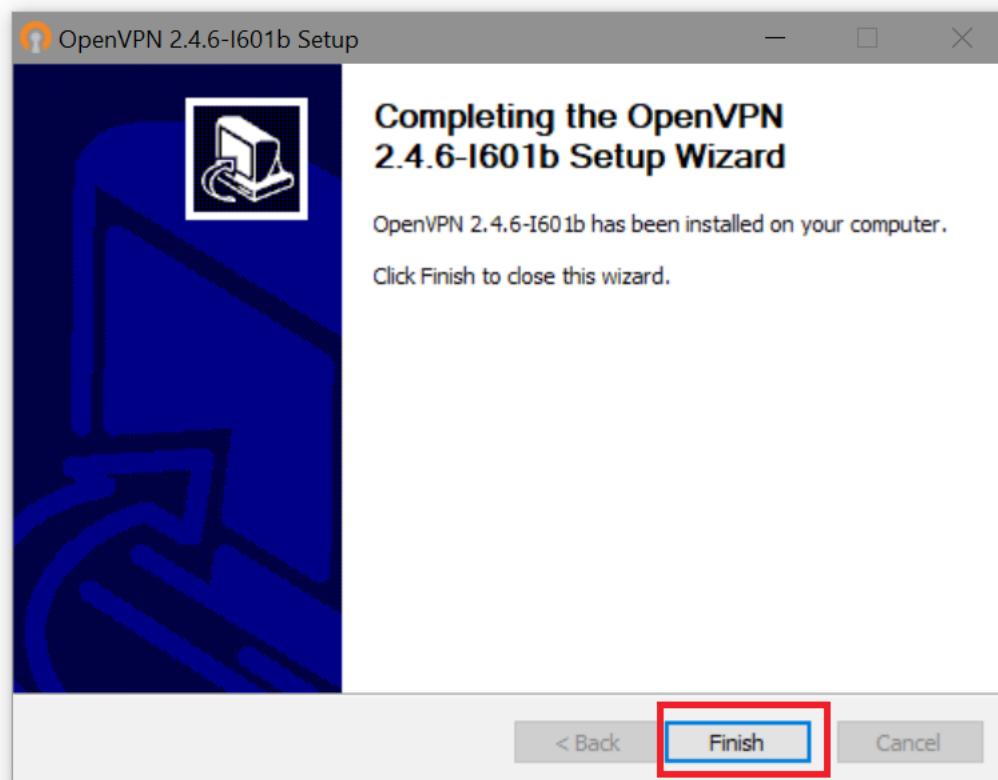 OpenVPN 2.4.6-I601b Setup
Completing the OpenVPN
2.4.6-I601b Setup Wizard
OpenVPN 2.4.6-I601b has been installed on your computer.
Click Finish to close this wizard.
< Back
Finish
Cancel